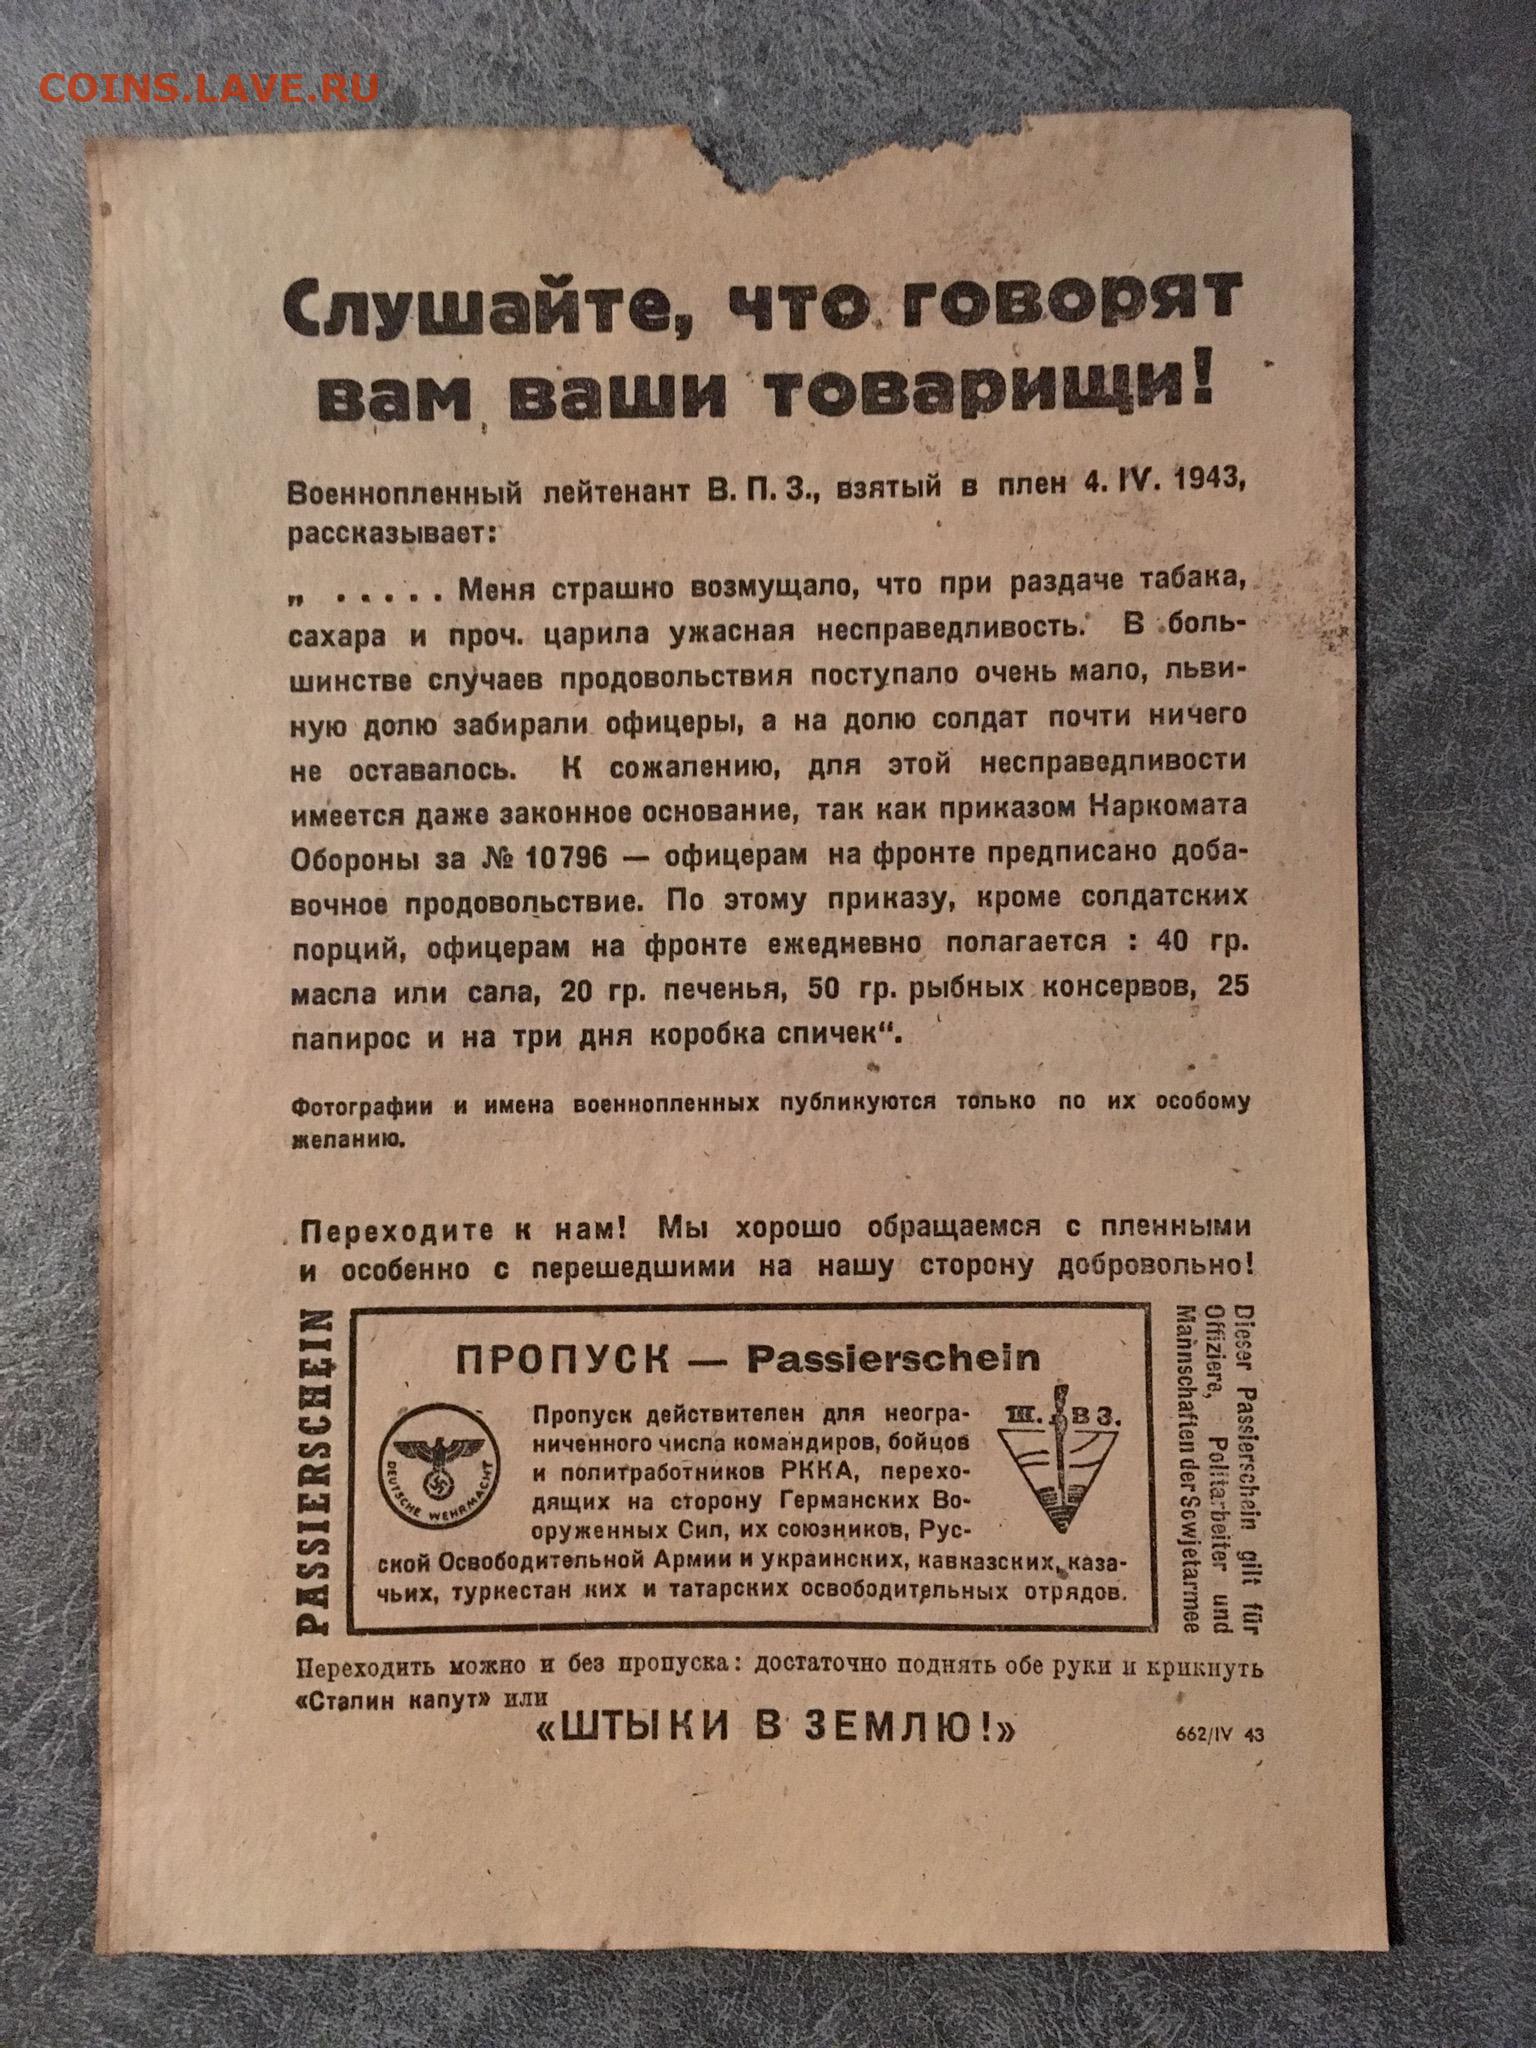 COINS.LAVE.RU
Слушайте, что говорят
вам ваши товарищи!
Военнопленный лейтенант В. П. З., взятый в плен 4. IV. 1943,
рассказывает:
„ ..... Меня страшно возмущало, что при раздаче табака,
сахара и проч. царила ужасная несправедливость. В боль-
шинстве случаев продовольствия поступало очень мало, льви-
ную долю забирали офицеры, а на долю солдат почти ничего
не оставалось. К сожалению, для этой несправедливости
имеется даже законное основание, так как приказом Наркомата
Обороны за № 10796 — офицерам на фронте предписано доба-
вочное продовольствие. По этому приказу, кроме солдатских
порций, офицерам на фронте ежедневно полагается : 40 гр.
масла или сала, 20 гр. печенья, 50 гр. рыбных консервов, 25
папирос и на три дня коробка спичек“.
Фотографии и имена военнопленных публикуются только по их особому
желанию.
Переходите к нам! Мы хорошо обращаемся с пленными
и особенно с перешедшими на нашу сторону добровольно!
PASSIERSCHEIN
ПРОПУСК — Passierschein
DEUTSCHE WEHRMACHT
Пропуск действителен для неогра-
ниченного числа командиров, бойцов
и политработников РККА, перехо-
дящих на сторону Германских Во-
оруженных Сил, их союзников, Рус-
ской Освободительной Армии и украинских, кавказских, каза-
чьих, туркестан ких и татарских освободительных отрядов.
Ш. В З.
Dieser Passierschein gilt für
Offiziere, Politarbeiter und
Mannschaften der Sowjetarmee
Переходить можно и без пропуска: достаточно поднять обе руки и крикнуть
«Сталин капут» или
«ШТЫКИ В ЗЕМЛЮ!»
662/IV 43